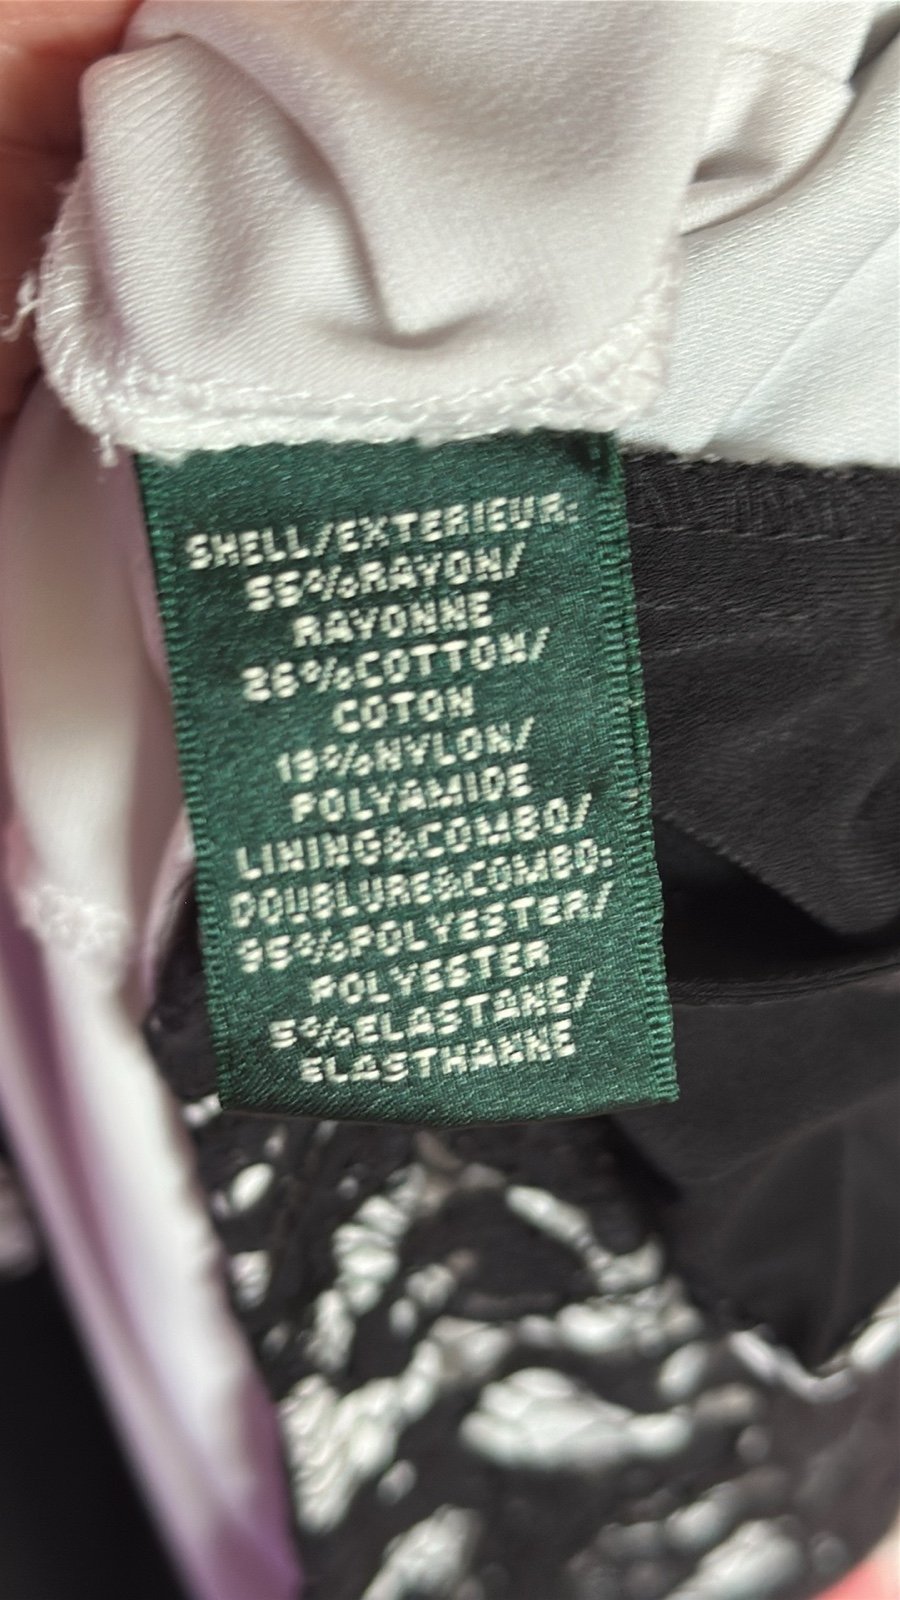 SHELL/EXTERIEUR:
55%RAYON/
RAYONNE
26%COTTON/
COTON
19%NYLON/
POLYAMIDE
LINING&COMBO/
DOUBLURE&COMBO:
95%POLYESTER/
POLYESTER
5%ELASTANE/
ELASTHANNE